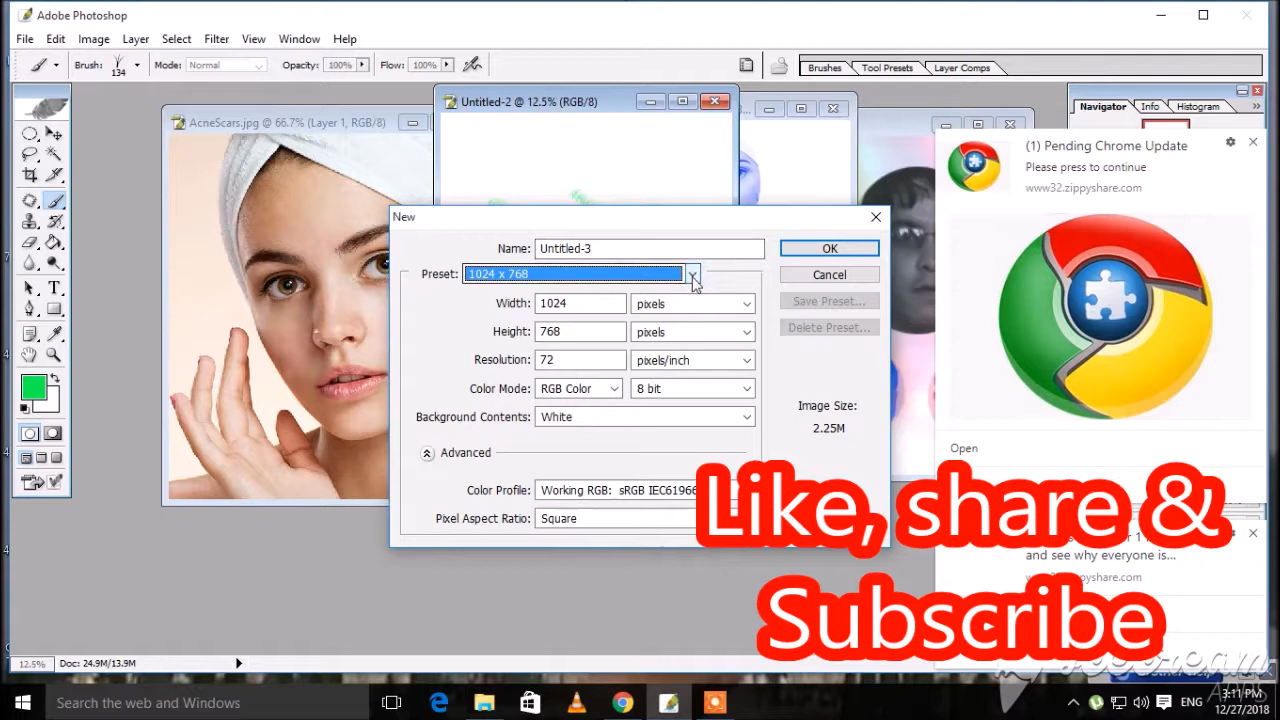 Adobe Photoshop
File Edit Image Layer Select Filter View Window Help
Brush: 134 Mode: Normal Opacity: 100% Flow: 100% Brushes Tool Presets Layer Comps
Untitled-2 @ 12.5% (RGB/8)
AcneScars.jpg @ 66.7% (Layer 1, RGB/8)
Navigator Info Histogram
(1) Pending Chrome Update
Please press to continue
www32.zippyshare.com
Open
New
Name: Untitled-3 OK
Preset: 1024 x 768 Cancel
Width: 1024 pixels Save Preset...
Height: 768 pixels Delete Preset...
Resolution: 72 pixels/inch
Color Mode: RGB Color 8 bit
Background Contents: White
Image Size:
2.25M
Advanced
Color Profile: Working RGB: sRGB IEC61966
Pixel Aspect Ratio: Square
Like, share &
Subscribe
and see why everyone is...
zippyshare.com
12.5% Doc: 24.9M/13.9M
Search the web and Windows
ENG
3:11 PM
12/27/2018